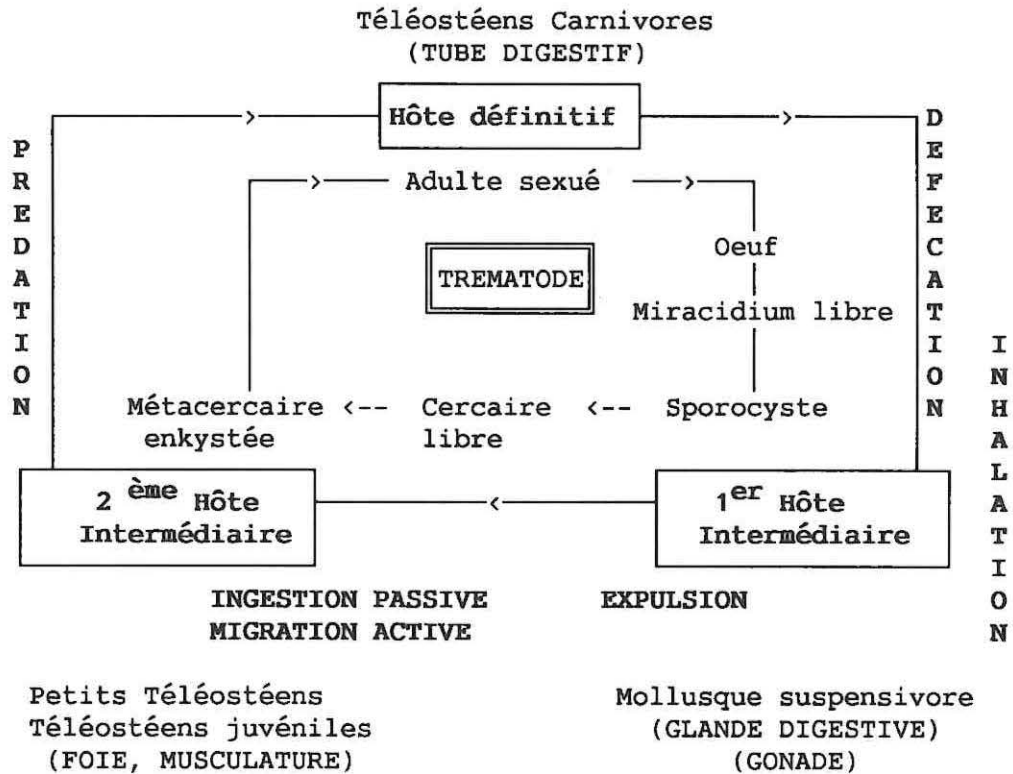 Téléostéens Carnivores
(TUBE DIGESTIF)
Hôte définitif
PREDATION
DEFECATION
Adulte sexué
Oeuf
TREMATODE
Miracidium libre
INHALATION
Métacercaire <-- Cercaire <-- Sporocyste
enkystée libre
2 ème Hôte
Intermédiaire
1er Hôte
Intermédiaire
INGESTION PASSIVE EXPULSION
MIGRATION ACTIVE
Petits Téléostéens
Téléostéens juvéniles
(FOIE, MUSCULATURE)
Mollusque suspensivore
(GLANDE DIGESTIVE)
(GONADE)